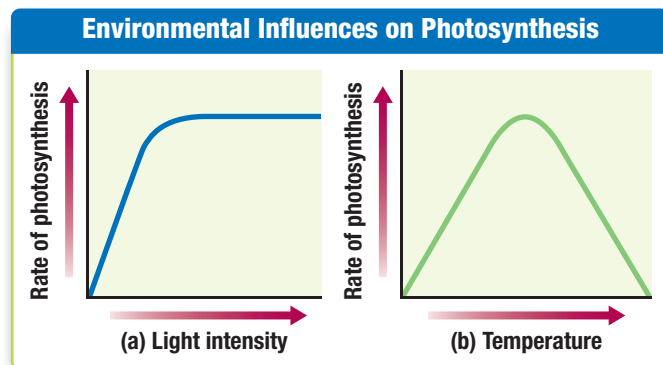 Environmental Influences on Photosynthesis
Rate of photosynthesis
(a) Light intensity
Rate of photosynthesis
(b) Temperature